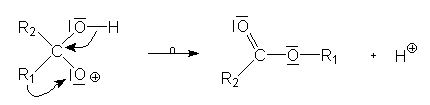 |O̅—H |O̅
R₂ C
R₁ |O̲ ⊕ n C O̅ R₁ + H⊕
R₂